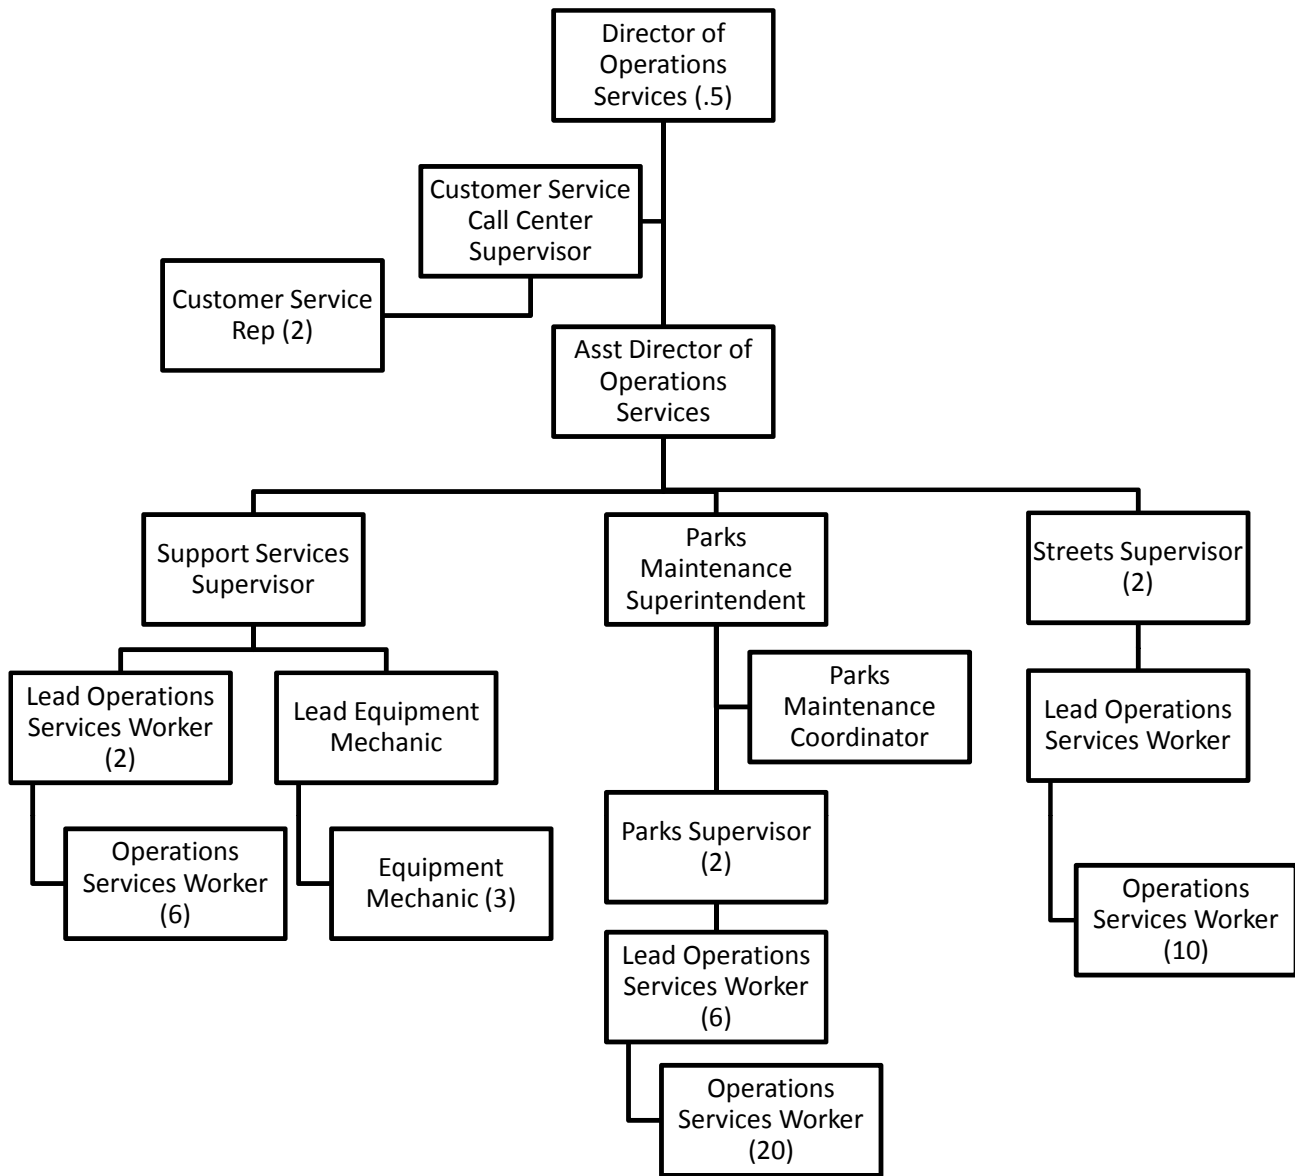 Director of
Operations
Services (.5)
Customer Service
Call Center
Supervisor
Customer Service
Rep (2)
Asst Director of
Operations
Services
Support Services
Supervisor
Parks
Maintenance
Superintendent
Streets Supervisor
(2)
Lead Operations
Services Worker
(2)
Lead Equipment
Mechanic
Parks
Maintenance
Coordinator
Lead Operations
Services Worker
Operations
Services Worker
(6)
Equipment
Mechanic (3)
Parks Supervisor
(2)
Operations
Services Worker
(10)
Lead Operations
Services Worker
(6)
Operations
Services Worker
(20)